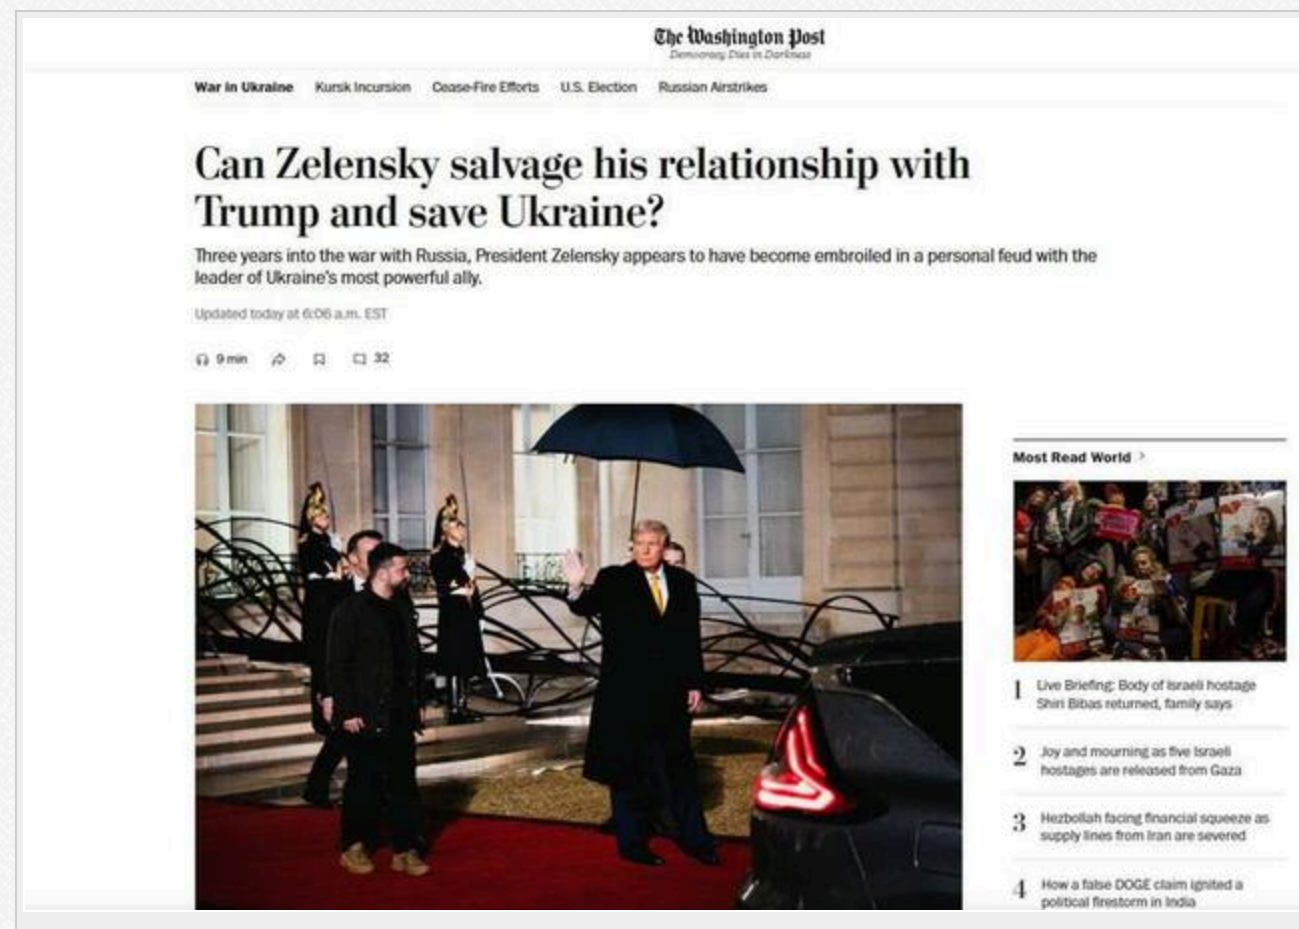 The Washington Post
Democracy Dies in Darkness
War in Ukraine Kursk Incursion Cease-Fire Efforts U.S. Election Russian Airstrikes
Can Zelensky salvage his relationship with
Trump and save Ukraine?
Three years into the war with Russia, President Zelensky appears to have become embroiled in a personal feud with the
leader of Ukraine's most powerful ally.
Updated today at 6:06 a.m. EST
9 min 32
Most Read World
1 Live Briefing: Body of Israeli hostage
Shiri Bibas returned, family says
2 Joy and mourning as five Israeli
hostages are released from Gaza
3 Hezbollah facing financial squeeze as
supply lines from Iran are severed
4 How a false DOGE claim ignited a
political firestorm in India